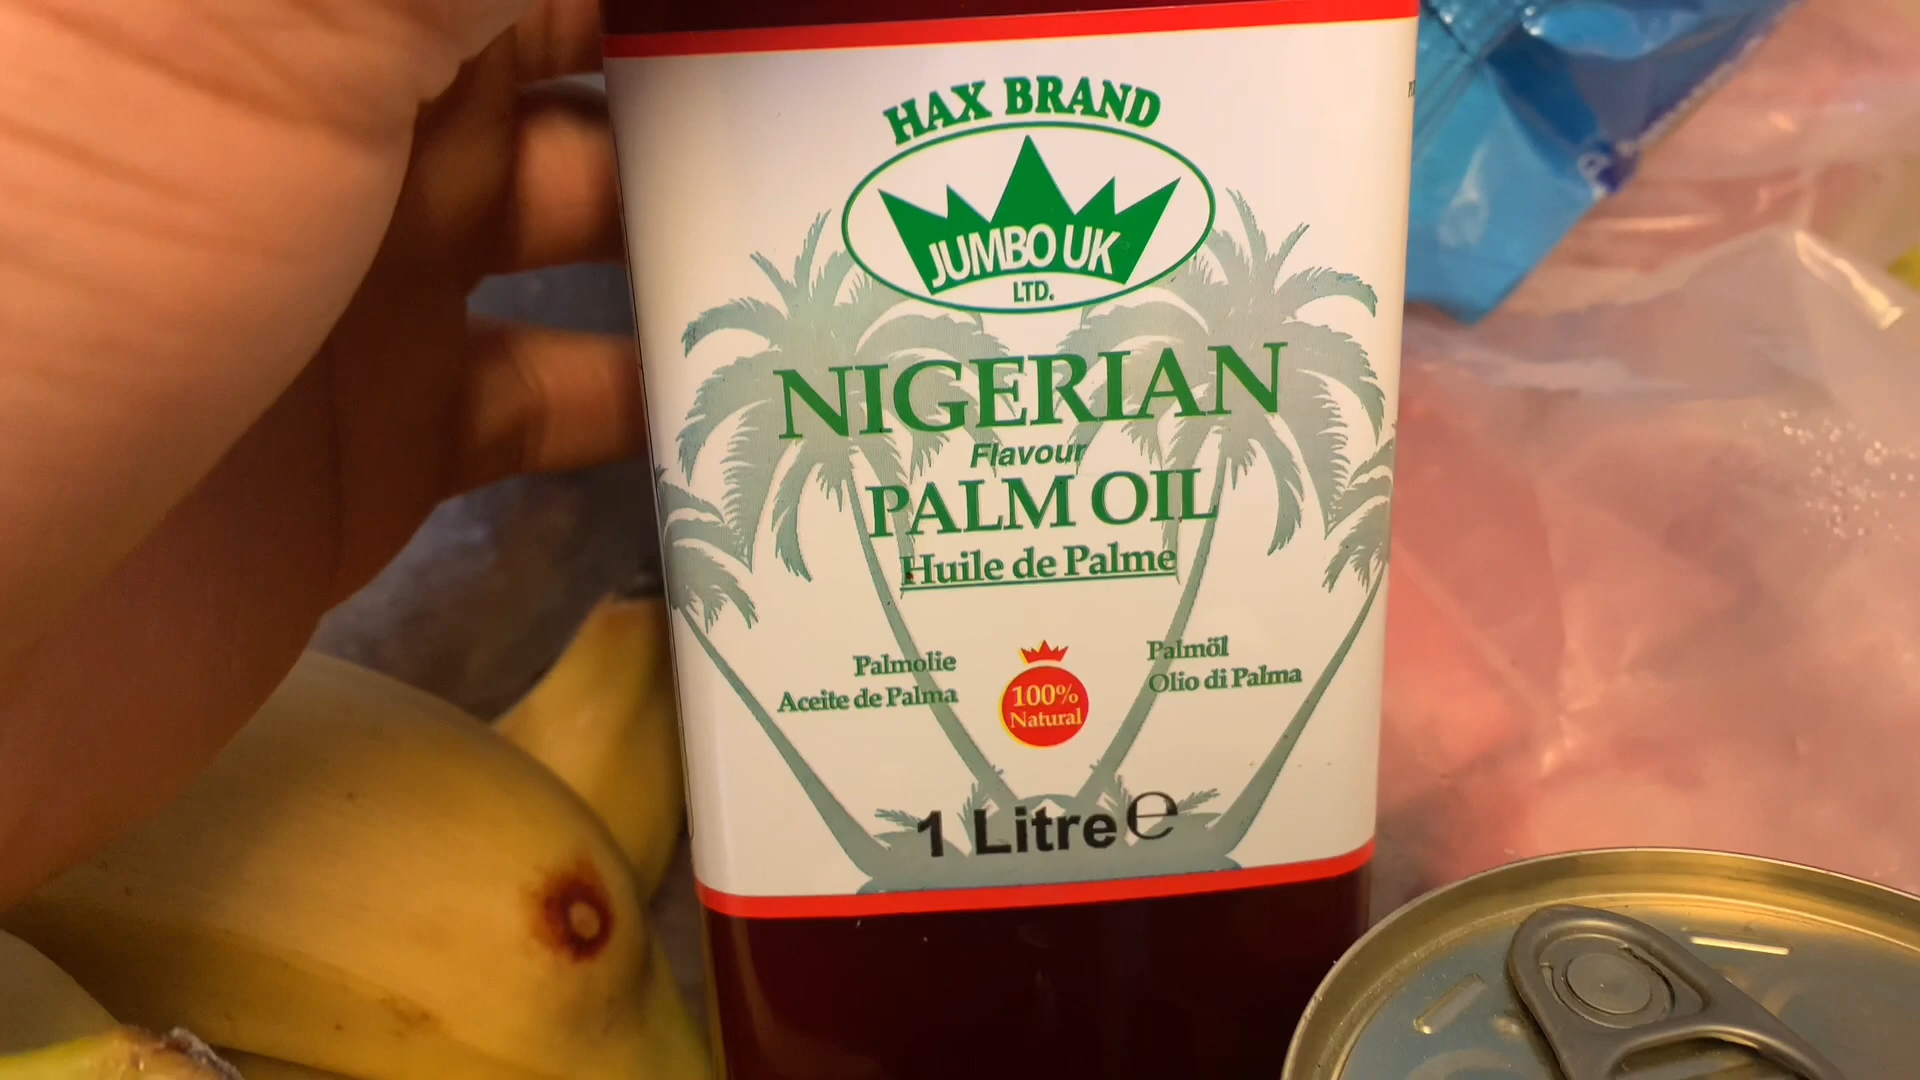 HAX BRAND
JUMBO UK
LTD.
NIGERIAN
Flavour
PALM OIL
Huile de Palme
Palmolie
Aceite de Palma
Palmöl
Olio di Palma
100%
Natural
1 Litre ℮